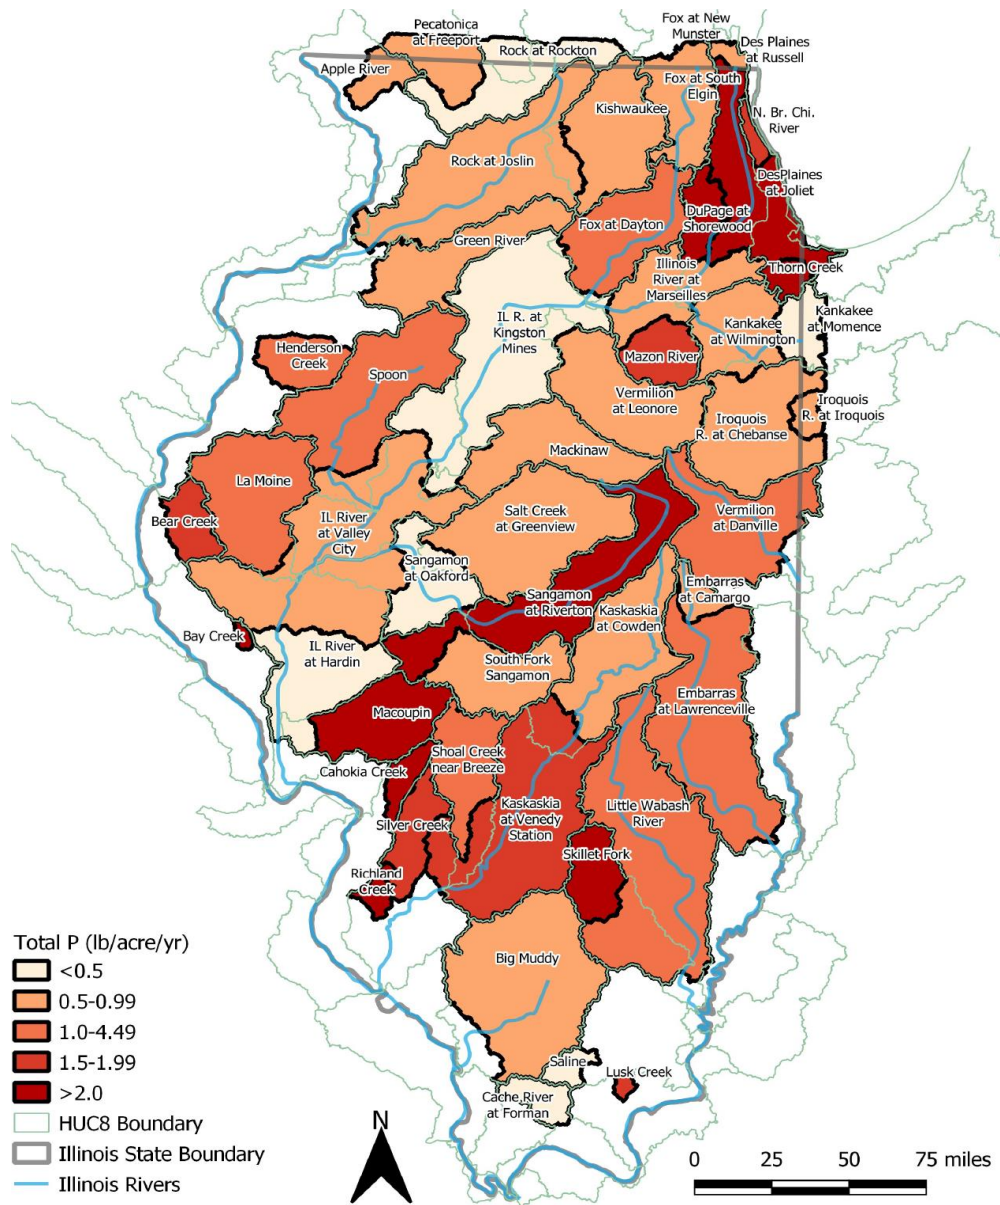 Pecatonica
at Freeport
Fox at New
Munster
Des Plaines
at Russell
Rock at Rockton
Apple River
Fox at South
Elgin
Kishwaukee
N. Br. Chi.
River
Rock at Joslin
DesPlaines
at Joliet
DuPage at
Shorewood
Fox at Dayton
Green River
Illinois
River at
Marseilles
Thorn Creek
IL R. at
Kingston
Mines
Kankakee
at Momence
Kankakee
at Wilmington
Henderson
Creek
Mazon River
Spoon
Vermilion
at Leonore
Iroquois
R. at Iroquois
Iroquois
R. at Chebanse
Mackinaw
La Moine
Salt Creek
at Greenview
Vermilion
at Danville
Bear Creek
IL River
at Valley
City
Sangamon
at Oakford
Embarras
at Camargo
Sangamon
at Riverton
Kaskaskia
at Cowden
Bay Creek
IL River
at Hardin
South Fork
Sangamon
Embarras
at Lawrenceville
Macoupin
Shoal Creek
near Breeze
Cahokia Creek
Kaskaskia
at Venedy
Station
Little Wabash
River
Silver Creek
Skillet Fork
Richland
Creek
Big Muddy
Saline
Lusk Creek
Cache River
at Forman
Total P (lb/acre/yr)
<0.5
0.5-0.99
1.0-4.49
1.5-1.99
>2.0
HUC8 Boundary
Illinois State Boundary
Illinois Rivers
N
0 25 50 75 miles